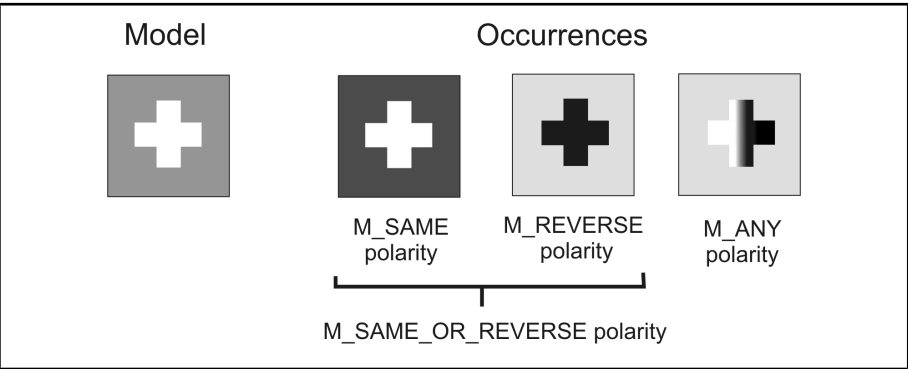 Model
Occurrences
M_SAME
polarity
M_REVERSE
polarity
M_ANY
polarity
M_SAME_OR_REVERSE polarity